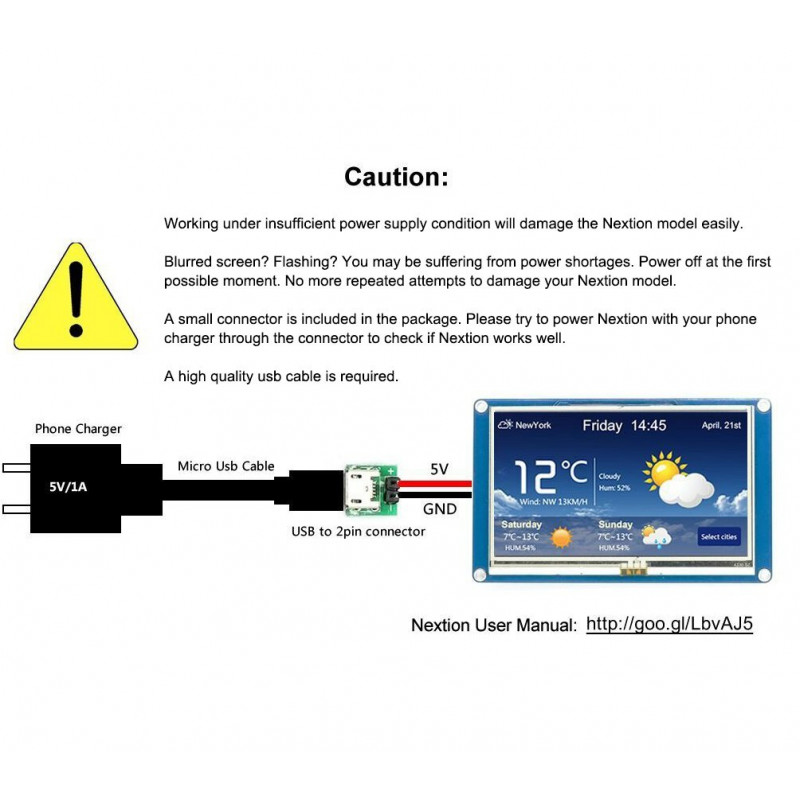 Caution:
Working under insufficient power supply condition will damage the Nextion model easily.
Blurred screen? Flashing? You may be suffering from power shortages. Power off at the first
possible moment. No more repeated attempts to damage your Nextion model.
A small connector is included in the package. Please try to power Nextion with your phone
charger through the connector to check if Nextion works well.
A high quality usb cable is required.
Phone Charger
5V/1A
Micro Usb Cable
USB to 2pin connector
5V
GND
NewYork
Friday 14:45
April, 21st
12°C
Cloudy
Hum: 52%
Wind: NW 13KM/H
Saturday
7°C~13°C
HUM.54%
Sunday
7°C~13°C
HUM.54%
Select cities
Nextion User Manual: http://goo.gl/LbvAJ5